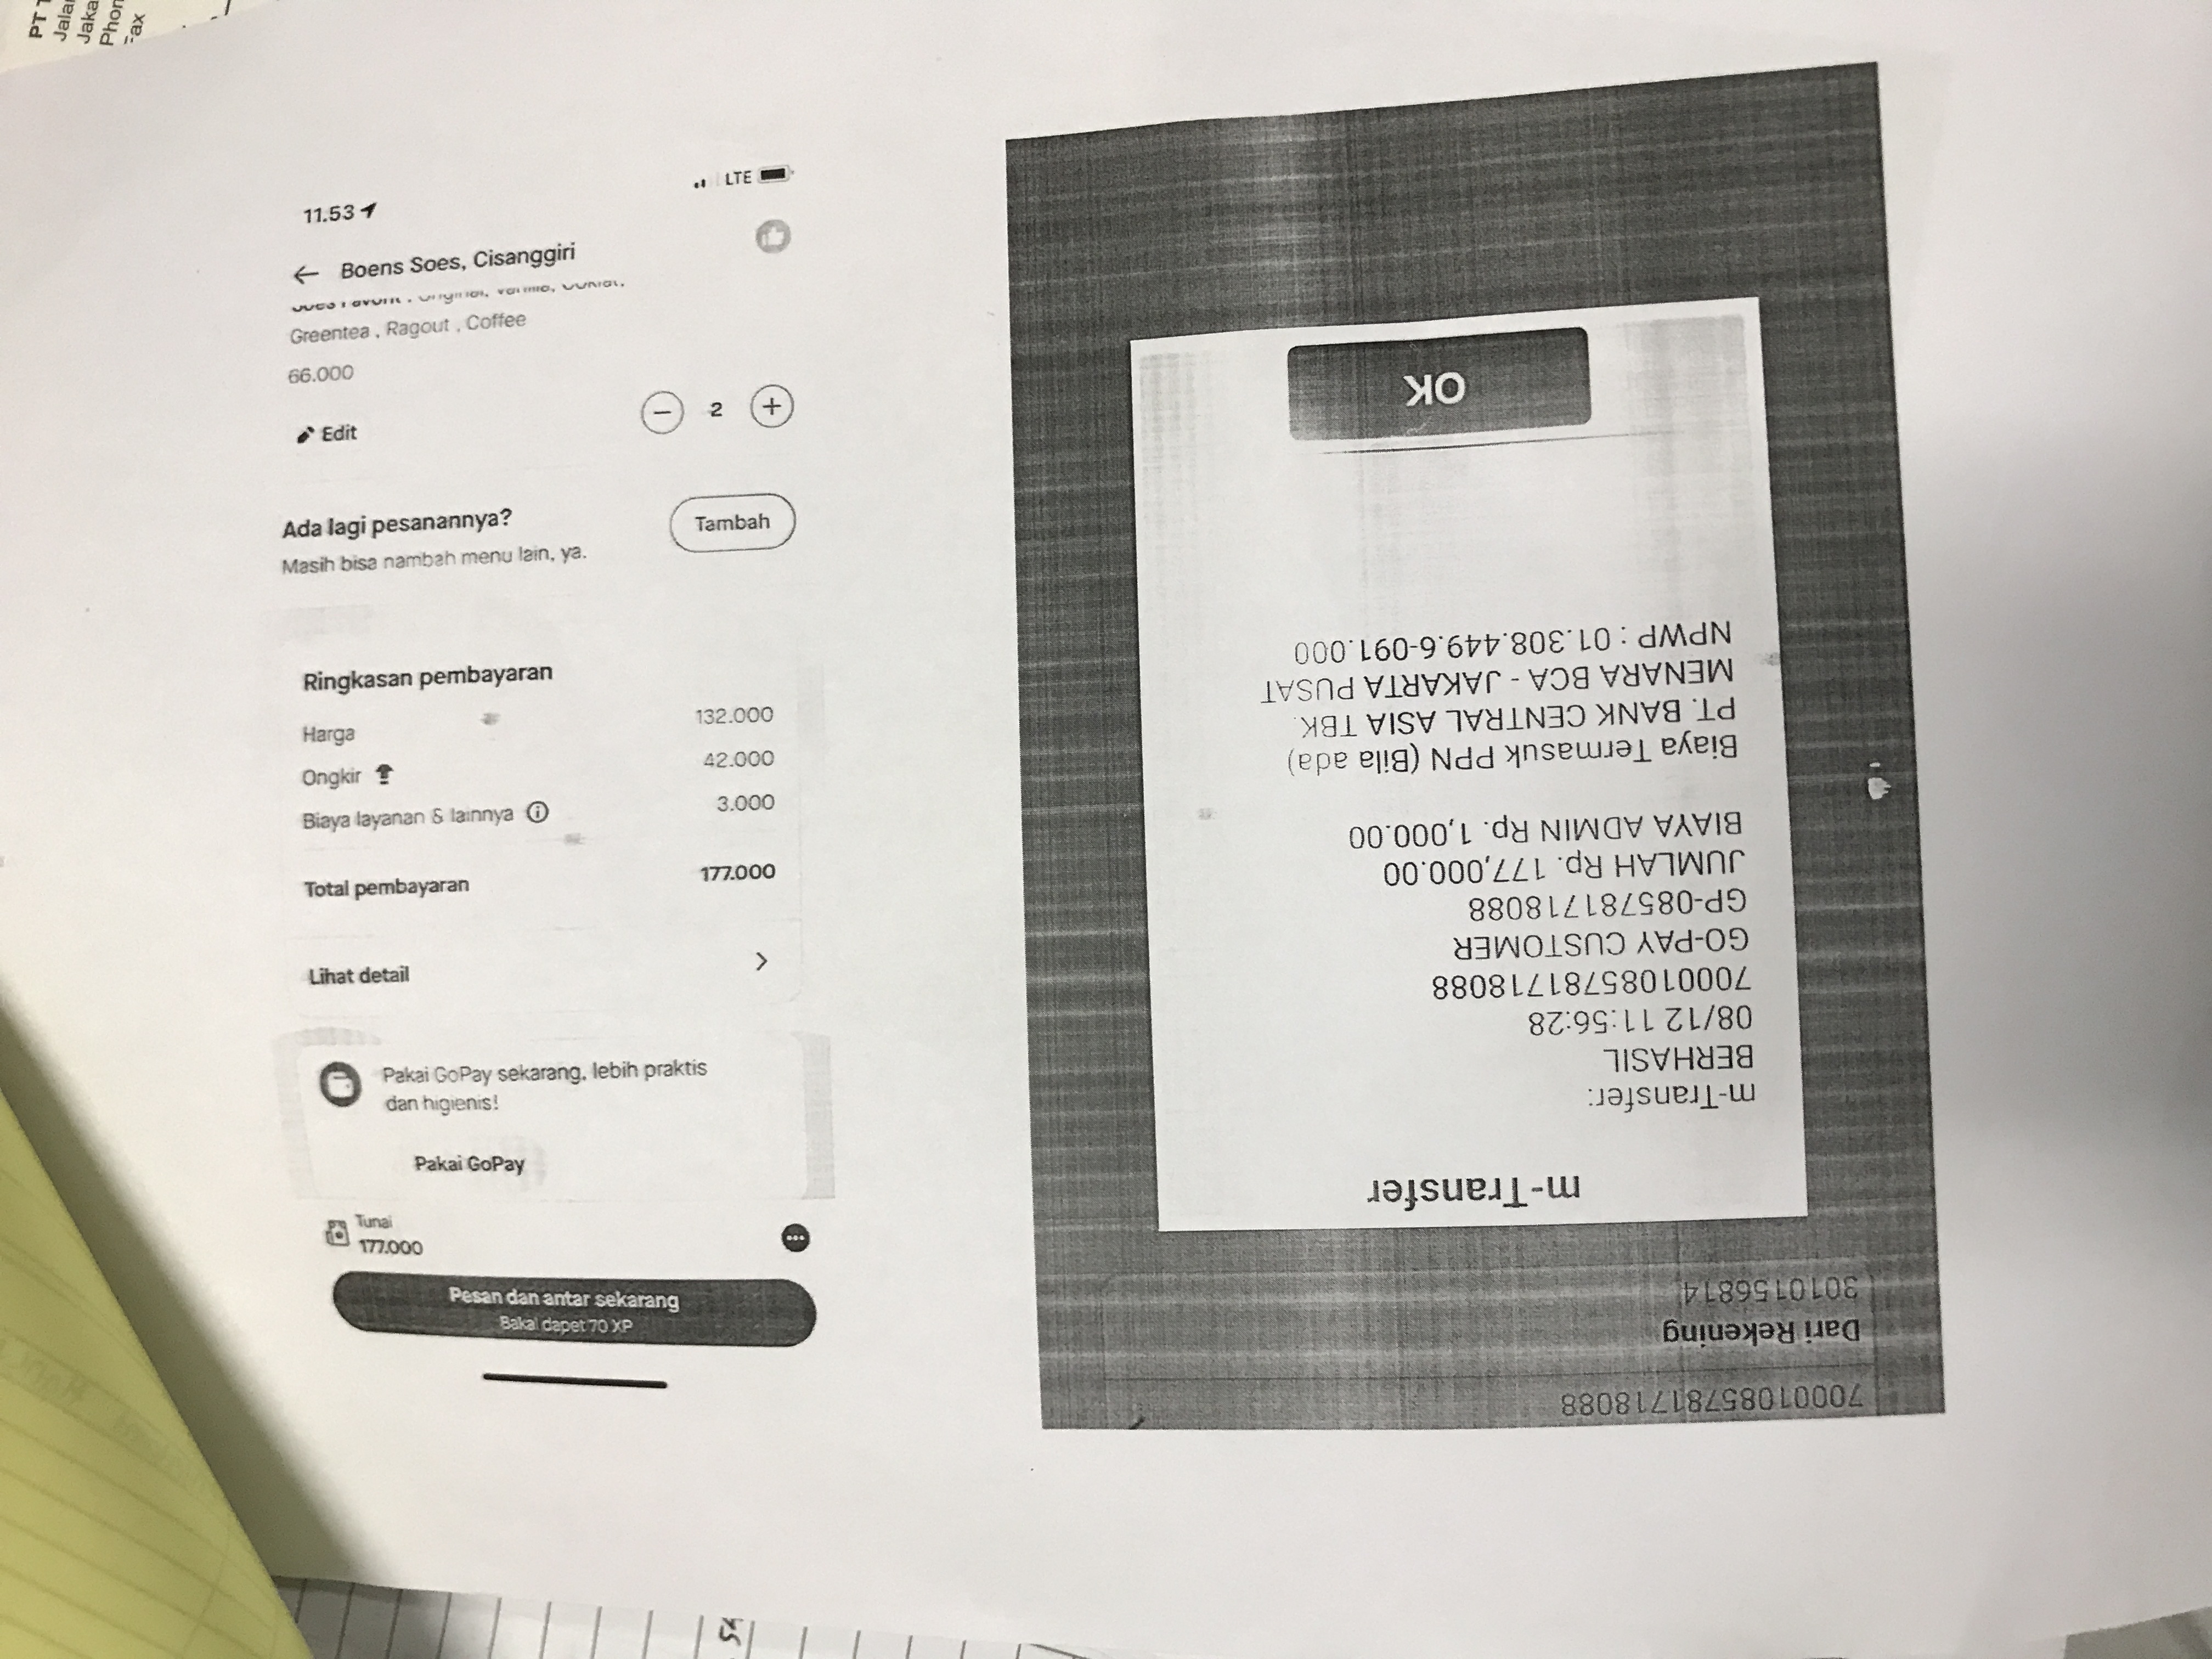 11.53
LTE
← Boens Soes, Cisanggiri
Greentea , Ragout , Coffee
66.000
Edit
− 2 +
Ada lagi pesanannya?
Masih bisa nambah menu lain, ya.
Tambah
Ringkasan pembayaran
Harga 132.000
Ongkir 42.000
Biaya layanan & lainnya 3.000
Total pembayaran 177.000
Lihat detail
Pakai GoPay sekarang, lebih praktis
dan higienis!
Pakai GoPay
Tunai
177.000
Pesan dan antar sekarang
Bakal dapet 70 XP
70001085781718088
Dari Rekening
3010156814
m-Transfer
m-Transfer:
BERHASIL
08/12 11:56:28
70001085781718088
GO-PAY CUSTOMER
GP-085781718088
JUMLAH Rp. 177,000.00
BIAYA ADMIN Rp. 1,000.00
Biaya Termasuk PPN (Bila ada)
PT. BANK CENTRAL ASIA TBK.
MENARA BCA - JAKARTA PUSAT
NPWP : 01.308.449.6-091.000
OK
PT
Fax